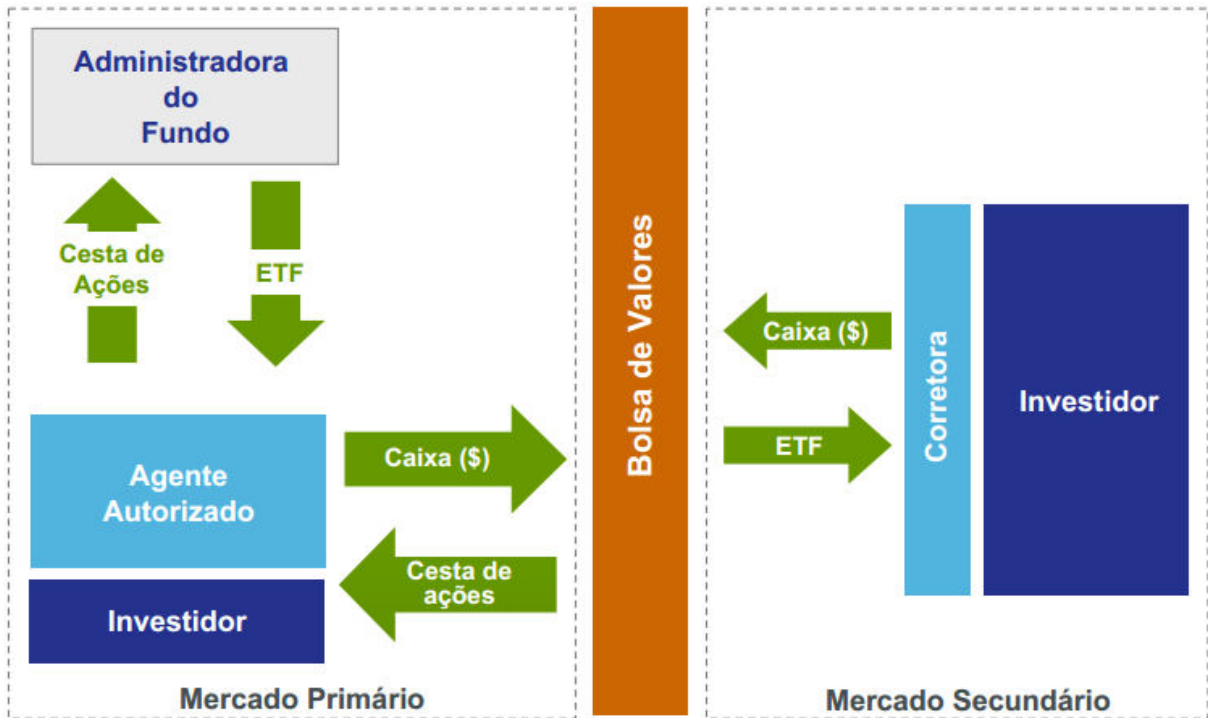 Administradora
do
Fundo
Cesta de
Ações
ETF
Agente
Autorizado
Investidor
Caixa ($)
Cesta de
ações
Mercado Primário
Bolsa de Valores
Caixa ($)
ETF
Corretora
Investidor
Mercado Secundário